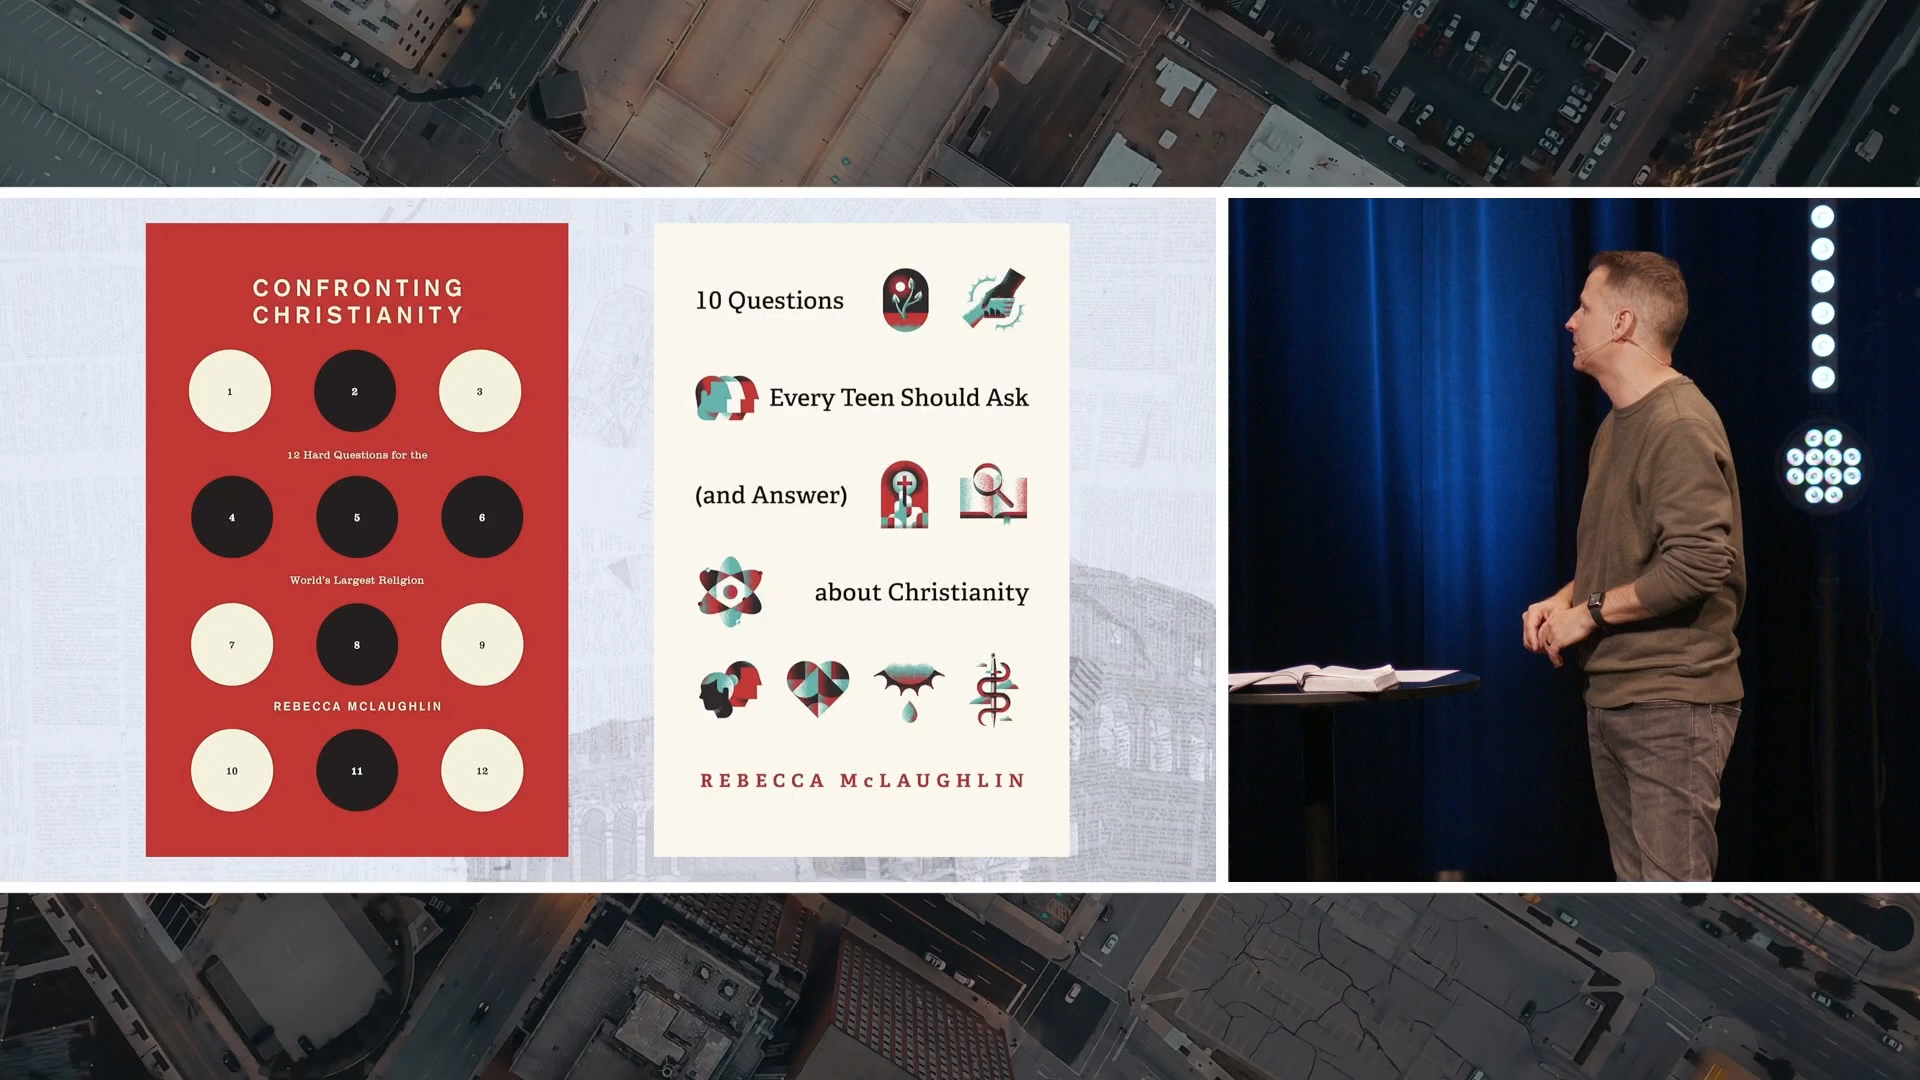 CONFRONTING
CHRISTIANITY
1
2
3
12 Hard Questions for the
4
5
6
World's Largest Religion
7
8
9
REBECCA MCLAUGHLIN
10
11
12
10 Questions
Every Teen Should Ask
(and Answer)
about Christianity
REBECCA McLAUGHLIN